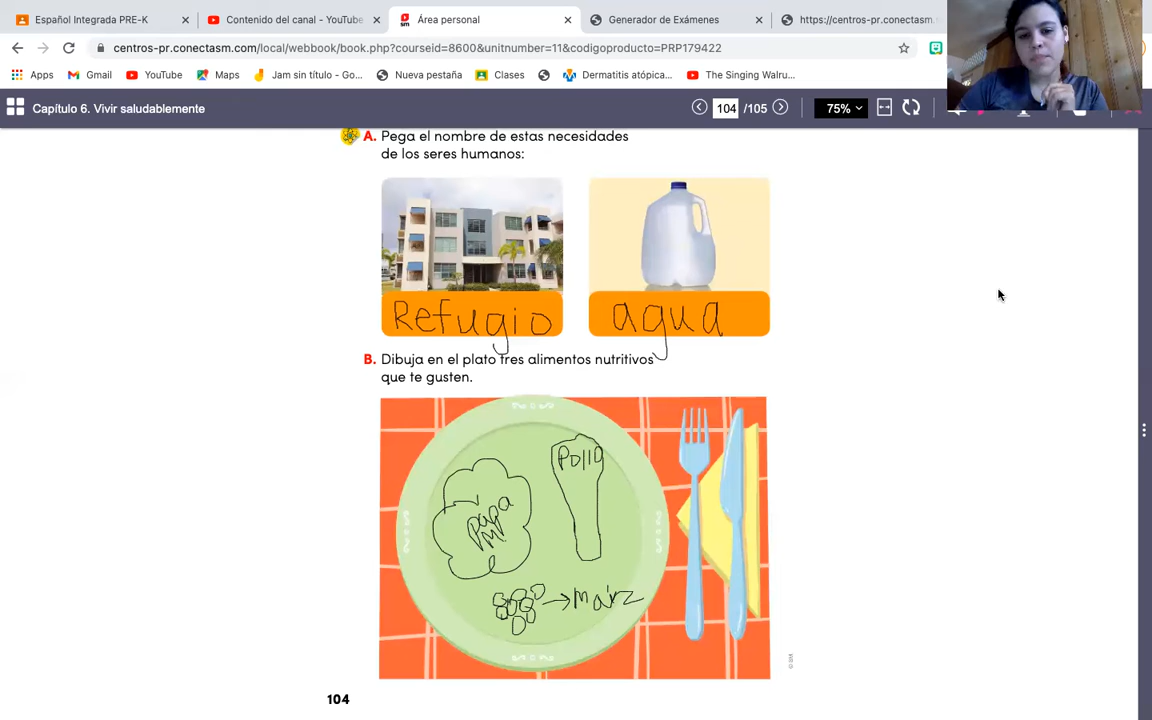 Español Integrada PRE-K
Contenido del canal - YouTube
Área personal
Generador de Exámenes
https://centros-pr.conectasm.
centros-pr.conectasm.com/local/webbook/book.php?courseid=8600&unitnumber=11&codigoproducto=PRP179422
Apps
Gmail
YouTube
Maps
Jam sin título - Go...
Nueva pestaña
Clases
Dermatitis atópica...
The Singing Walrus...
Capítulo 6. Vivir saludablemente
104 /105
75%
A. Pega el nombre de estas necesidades
de los seres humanos:
Refugio
agua
B. Dibuja en el plato tres alimentos nutritivos
que te gusten.
Pollo
papa
MP
maíz
© SM
104